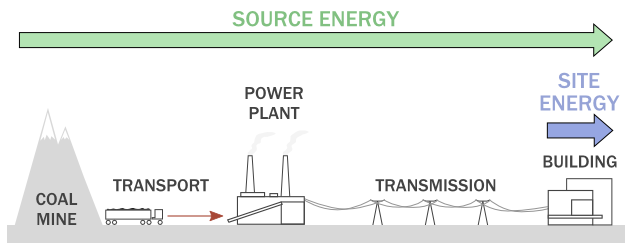 SOURCE ENERGY
SITE
ENERGY
POWER
PLANT
BUILDING
TRANSPORT
TRANSMISSION
COAL
MINE